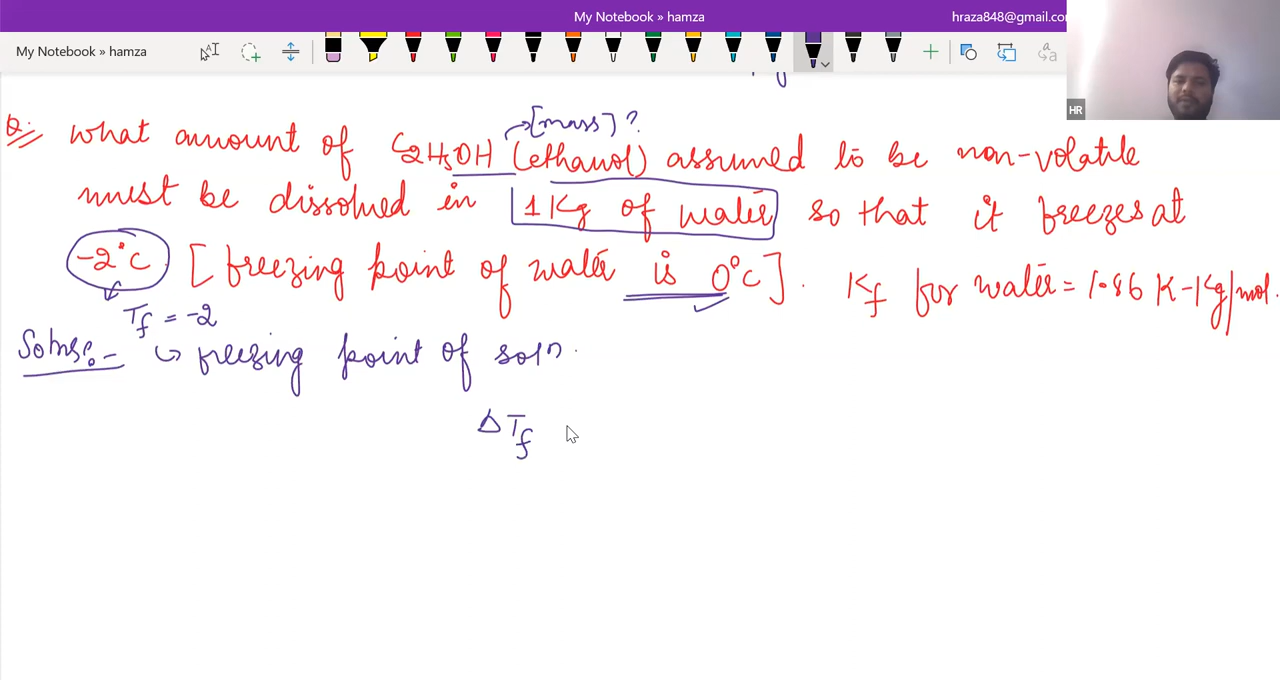 My Notebook » hamza
hraza848@gmail.co
My Notebook » hamza
HR
→[mass]?
Q:- What amount of C2H5OH (ethanol) assumed to be non-volatile
must be dissolved in 1Kg of water so that it freezes at
-2°C [freezing point of water is 0°C]. Kf for water = 1.86 K-Kg/mol.
Tf = -2
Solns:- ↳ freezing point of soln.
ΔTf